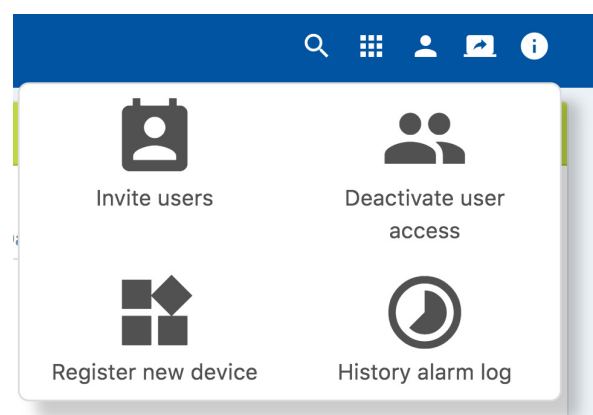 Invite users
Deactivate user
access
Register new device
History alarm log